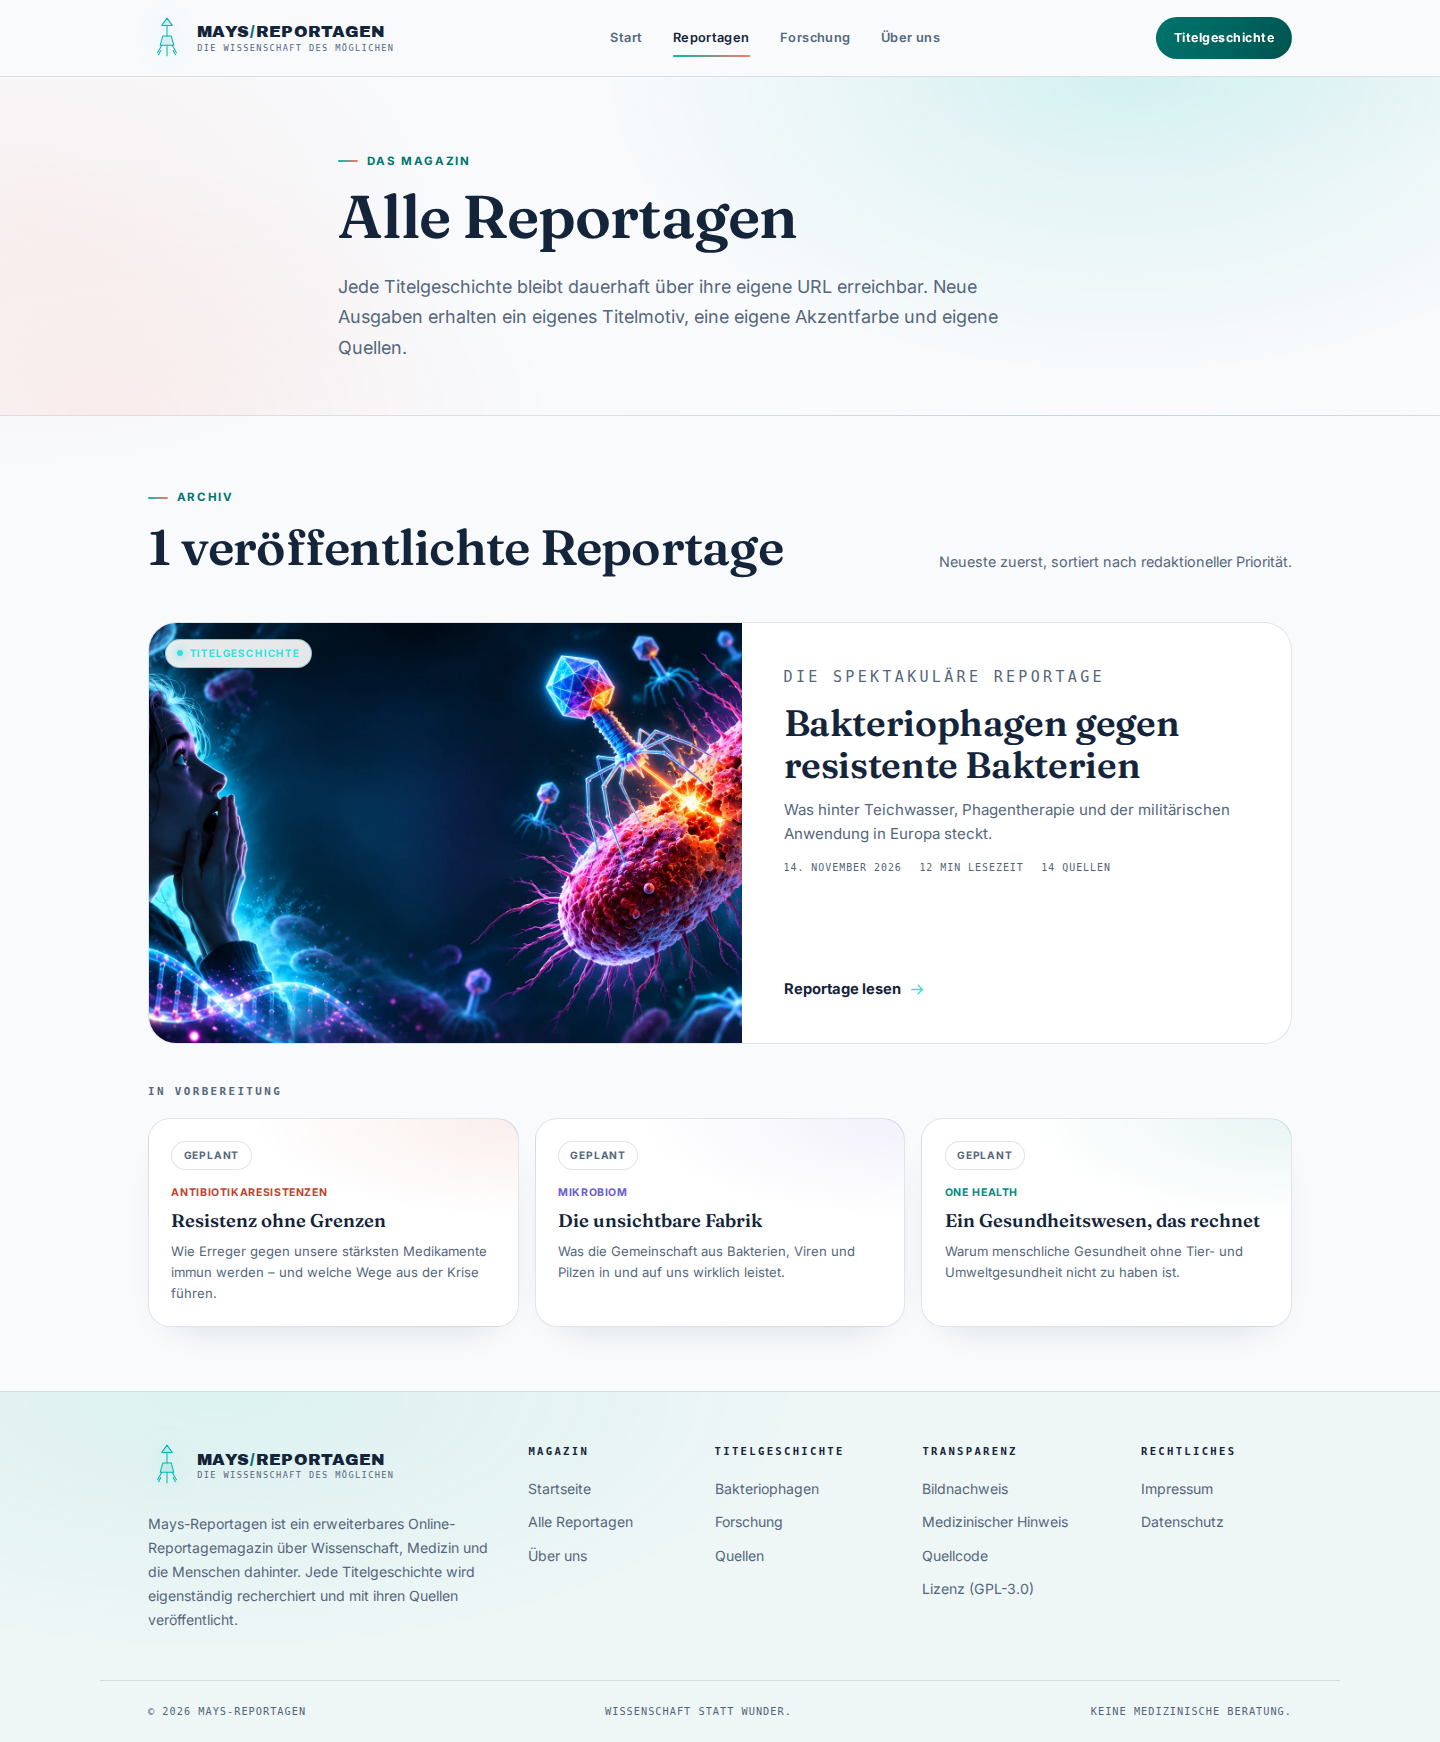 MAYS/REPORTAGEN
DIE WISSENSCHAFT DES MÖGLICHEN
Start
Reportagen
Forschung
Über uns
Titelgeschichte
DAS MAGAZIN
Alle Reportagen
Jede Titelgeschichte bleibt dauerhaft über ihre eigene URL erreichbar. Neue
Ausgaben erhalten ein eigenes Titelmotiv, eine eigene Akzentfarbe und eigene
Quellen.
ARCHIV
1 veröffentlichte Reportage
Neueste zuerst, sortiert nach redaktioneller Priorität.
TITELGESCHICHTE
DIE SPEKTAKULÄRE REPORTAGE
Bakteriophagen gegen
resistente Bakterien
Was hinter Teichwasser, Phagentherapie und der militärischen
Anwendung in Europa steckt.
14. NOVEMBER 2026 12 MIN LESEZEIT 14 QUELLEN
Reportage lesen →
IN VORBEREITUNG
GEPLANT
ANTIBIOTIKARESISTENZEN
Resistenz ohne Grenzen
Wie Erreger gegen unsere stärksten Medikamente
immun werden – und welche Wege aus der Krise
führen.
GEPLANT
MIKROBIOM
Die unsichtbare Fabrik
Was die Gemeinschaft aus Bakterien, Viren und
Pilzen in und auf uns wirklich leistet.
GEPLANT
ONE HEALTH
Ein Gesundheitswesen, das rechnet
Warum menschliche Gesundheit ohne Tier- und
Umweltgesundheit nicht zu haben ist.
MAYS/REPORTAGEN
DIE WISSENSCHAFT DES MÖGLICHEN
Mays-Reportagen ist ein erweiterbares Online-
Reportagemagazin über Wissenschaft, Medizin und
die Menschen dahinter. Jede Titelgeschichte wird
eigenständig recherchiert und mit ihren Quellen
veröffentlicht.
MAGAZIN
Startseite
Alle Reportagen
Über uns
TITELGESCHICHTE
Bakteriophagen
Forschung
Quellen
TRANSPARENZ
Bildnachweis
Medizinischer Hinweis
Quellcode
Lizenz (GPL-3.0)
RECHTLICHES
Impressum
Datenschutz
© 2026 MAYS-REPORTAGEN
WISSENSCHAFT STATT WUNDER.
KEINE MEDIZINISCHE BERATUNG.